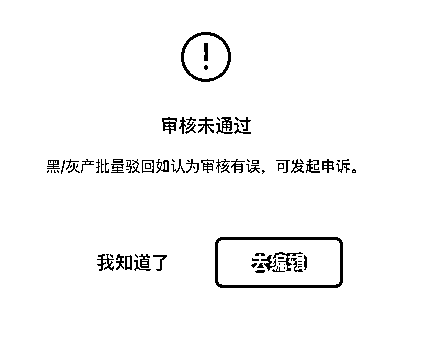 审核未通过
黑/灰产批量驳回如认为审核有误，可发起申诉。
我知道了
去编辑